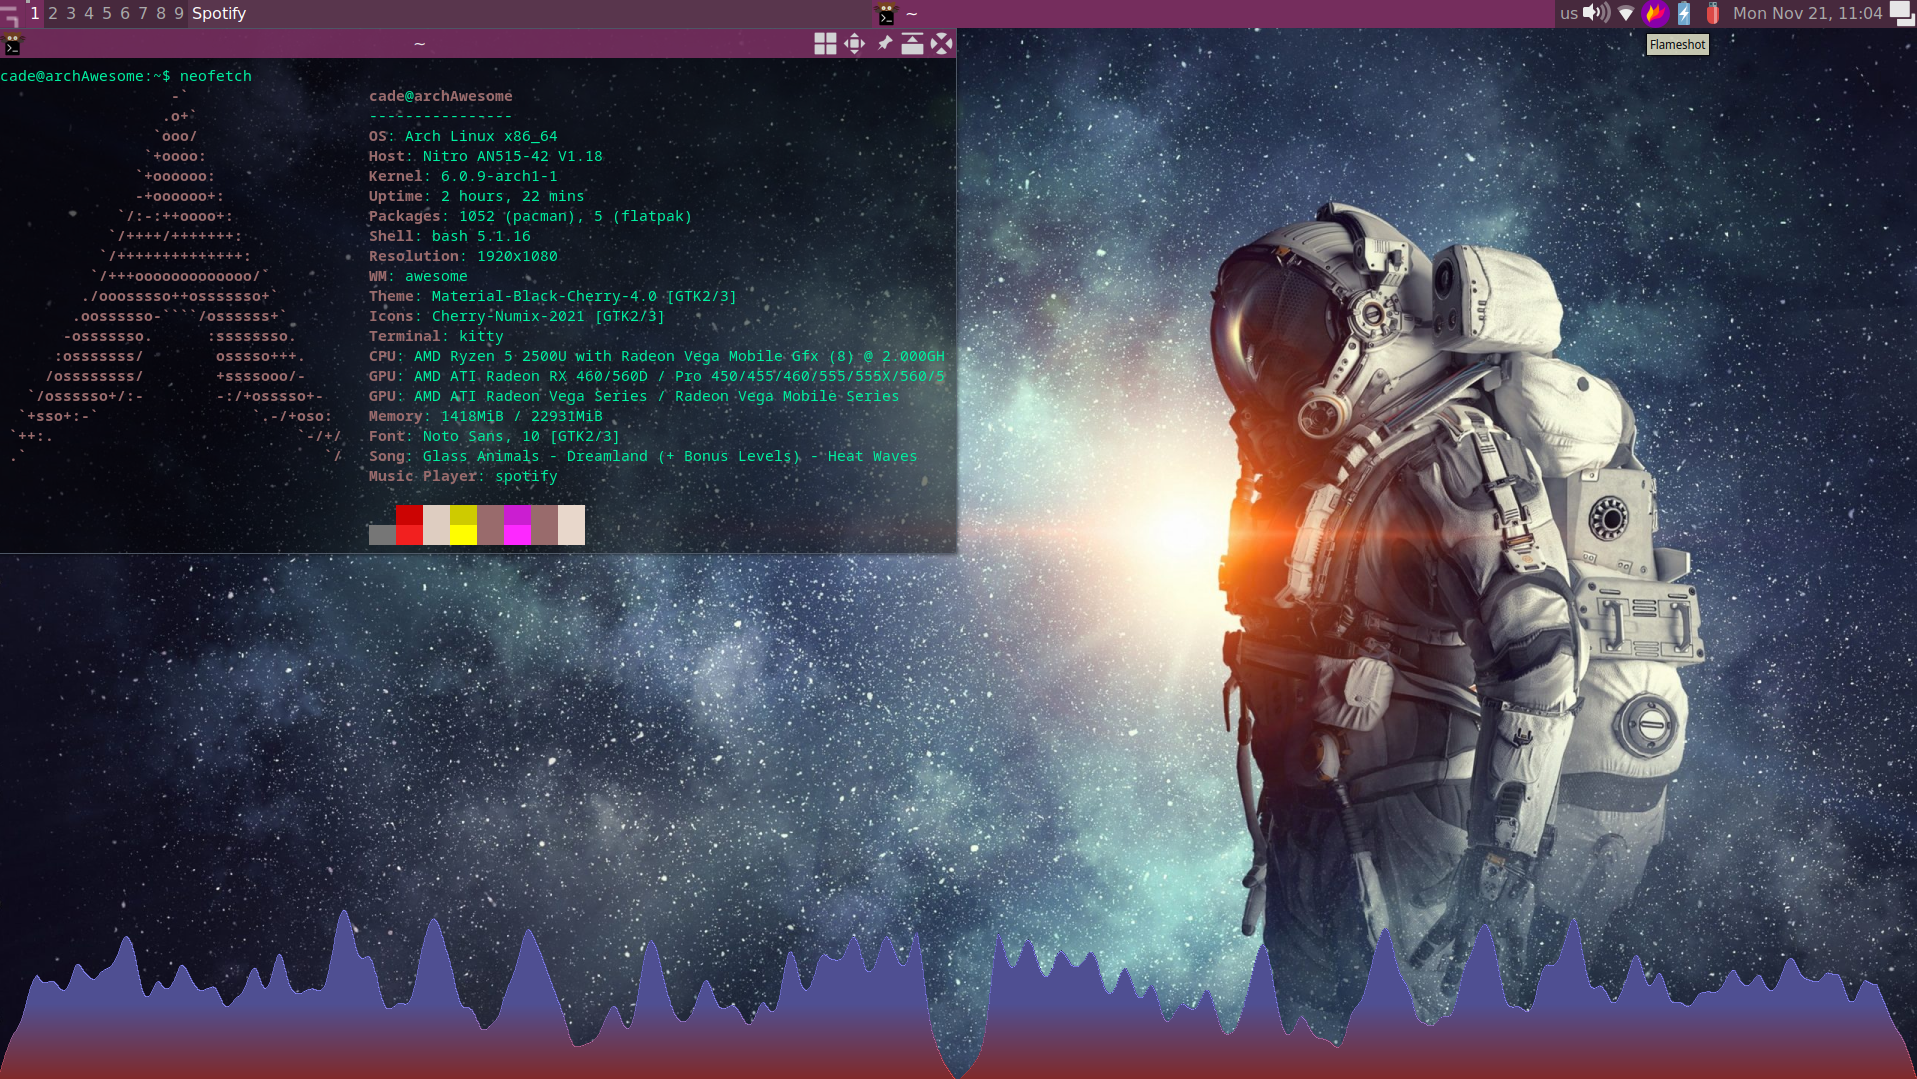 1 2 3 4 5 6 7 8 9 Spotify
~
us
Mon Nov 21, 11:04
~
Flameshot
cade@archAwesome:~$ neofetch
-`
.o+`
`ooo/
`+oooo:
`+oooooo:
-+oooooo+:
`/:-:++oooo+:
`/++++/+++++++:
`/++++++++++++++:
`/+++ooooooooooooo/`
./ooosssso++osssssso+`
.oossssso-````/ossssss+`
-osssssso.      :ssssssso.
:osssssss/        osssso+++.
/ossssssss/        +ssssooo/-
`/ossssso+/:-        -:/+osssso+-
`+sso+:-`                 `.-/+oso:
`++:.                           `-/+/
.`                                 `/
cade@archAwesome
----------------
OS: Arch Linux x86_64
Host: Nitro AN515-42 V1.18
Kernel: 6.0.9-arch1-1
Uptime: 2 hours, 22 mins
Packages: 1052 (pacman), 5 (flatpak)
Shell: bash 5.1.16
Resolution: 1920x1080
WM: awesome
Theme: Material-Black-Cherry-4.0 [GTK2/3]
Icons: Cherry-Numix-2021 [GTK2/3]
Terminal: kitty
CPU: AMD Ryzen 5 2500U with Radeon Vega Mobile Gfx (8) @ 2.000GH
GPU: AMD ATI Radeon RX 460/560D / Pro 450/455/460/555/555X/560/5
GPU: AMD ATI Radeon Vega Series / Radeon Vega Mobile Series
Memory: 1418MiB / 22931MiB
Font: Noto Sans, 10 [GTK2/3]
Song: Glass Animals - Dreamland (+ Bonus Levels) - Heat Waves
Music Player: spotify